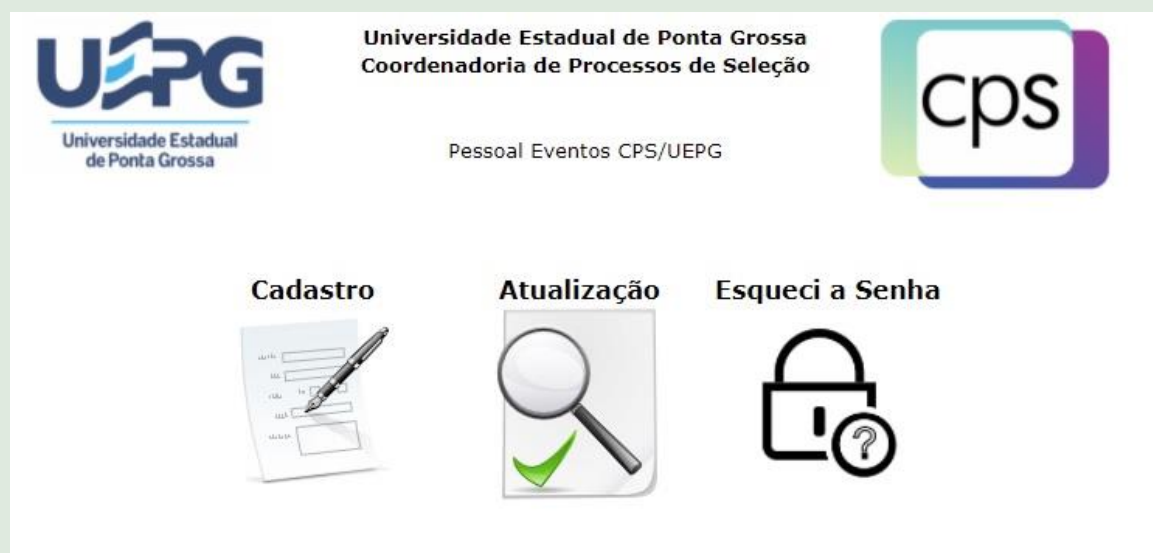 UEPG
Universidade Estadual
de Ponta Grossa
Universidade Estadual de Ponta Grossa
Coordenadoria de Processos de Seleção
Pessoal Eventos CPS/UEPG
cps
Cadastro
Atualização
Esqueci a Senha
?